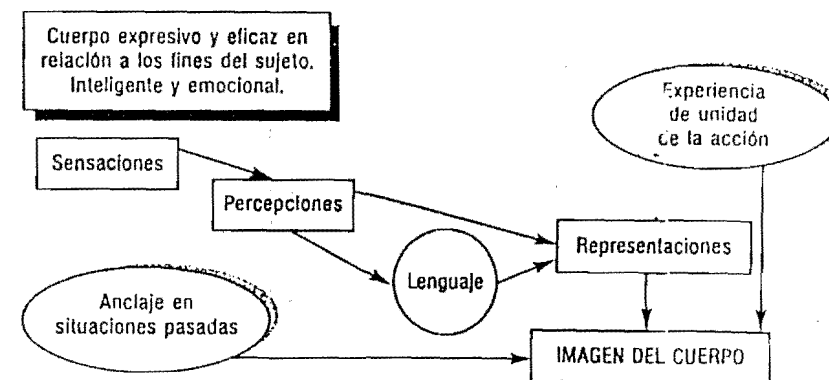 Cuerpo expresivo y eficaz en
relación a los fines del sujeto.
Inteligente y emocional.
Experiencia
de unidad
de la acción
Sensaciones
Percepciones
Representaciones
Lenguaje
Anclaje en
situaciones pasadas
IMAGEN DEL CUERPO